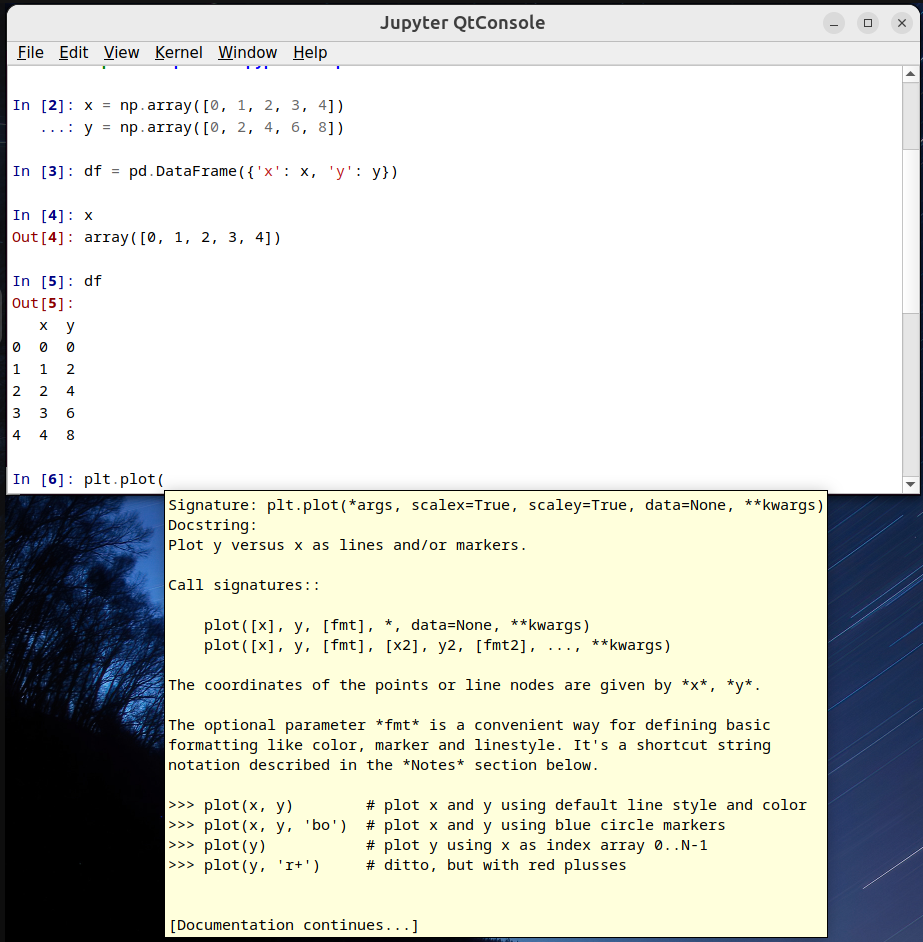 Jupyter QtConsole
File Edit View Kernel Window Help
In [2]: x = np.array([0, 1, 2, 3, 4])
   ...: y = np.array([0, 2, 4, 6, 8])
In [3]: df = pd.DataFrame({'x': x, 'y': y})
In [4]: x
Out[4]: array([0, 1, 2, 3, 4])
In [5]: df
Out[5]:
   x  y
0  0  0
1  1  2
2  2  4
3  3  6
4  4  8
In [6]: plt.plot(
Signature: plt.plot(*args, scalex=True, scaley=True, data=None, **kwargs)
Docstring:
Plot y versus x as lines and/or markers.
Call signatures::
    plot([x], y, [fmt], *, data=None, **kwargs)
    plot([x], y, [fmt], [x2], y2, [fmt2], ..., **kwargs)
The coordinates of the points or line nodes are given by *x*, *y*.
The optional parameter *fmt* is a convenient way for defining basic
formatting like color, marker and linestyle. It's a shortcut string
notation described in the *Notes* section below.
>>> plot(x, y)        # plot x and y using default line style and color
>>> plot(x, y, 'bo')  # plot x and y using blue circle markers
>>> plot(y)           # plot y using x as index array 0..N-1
>>> plot(y, 'r+')     # ditto, but with red plusses
[Documentation continues...]